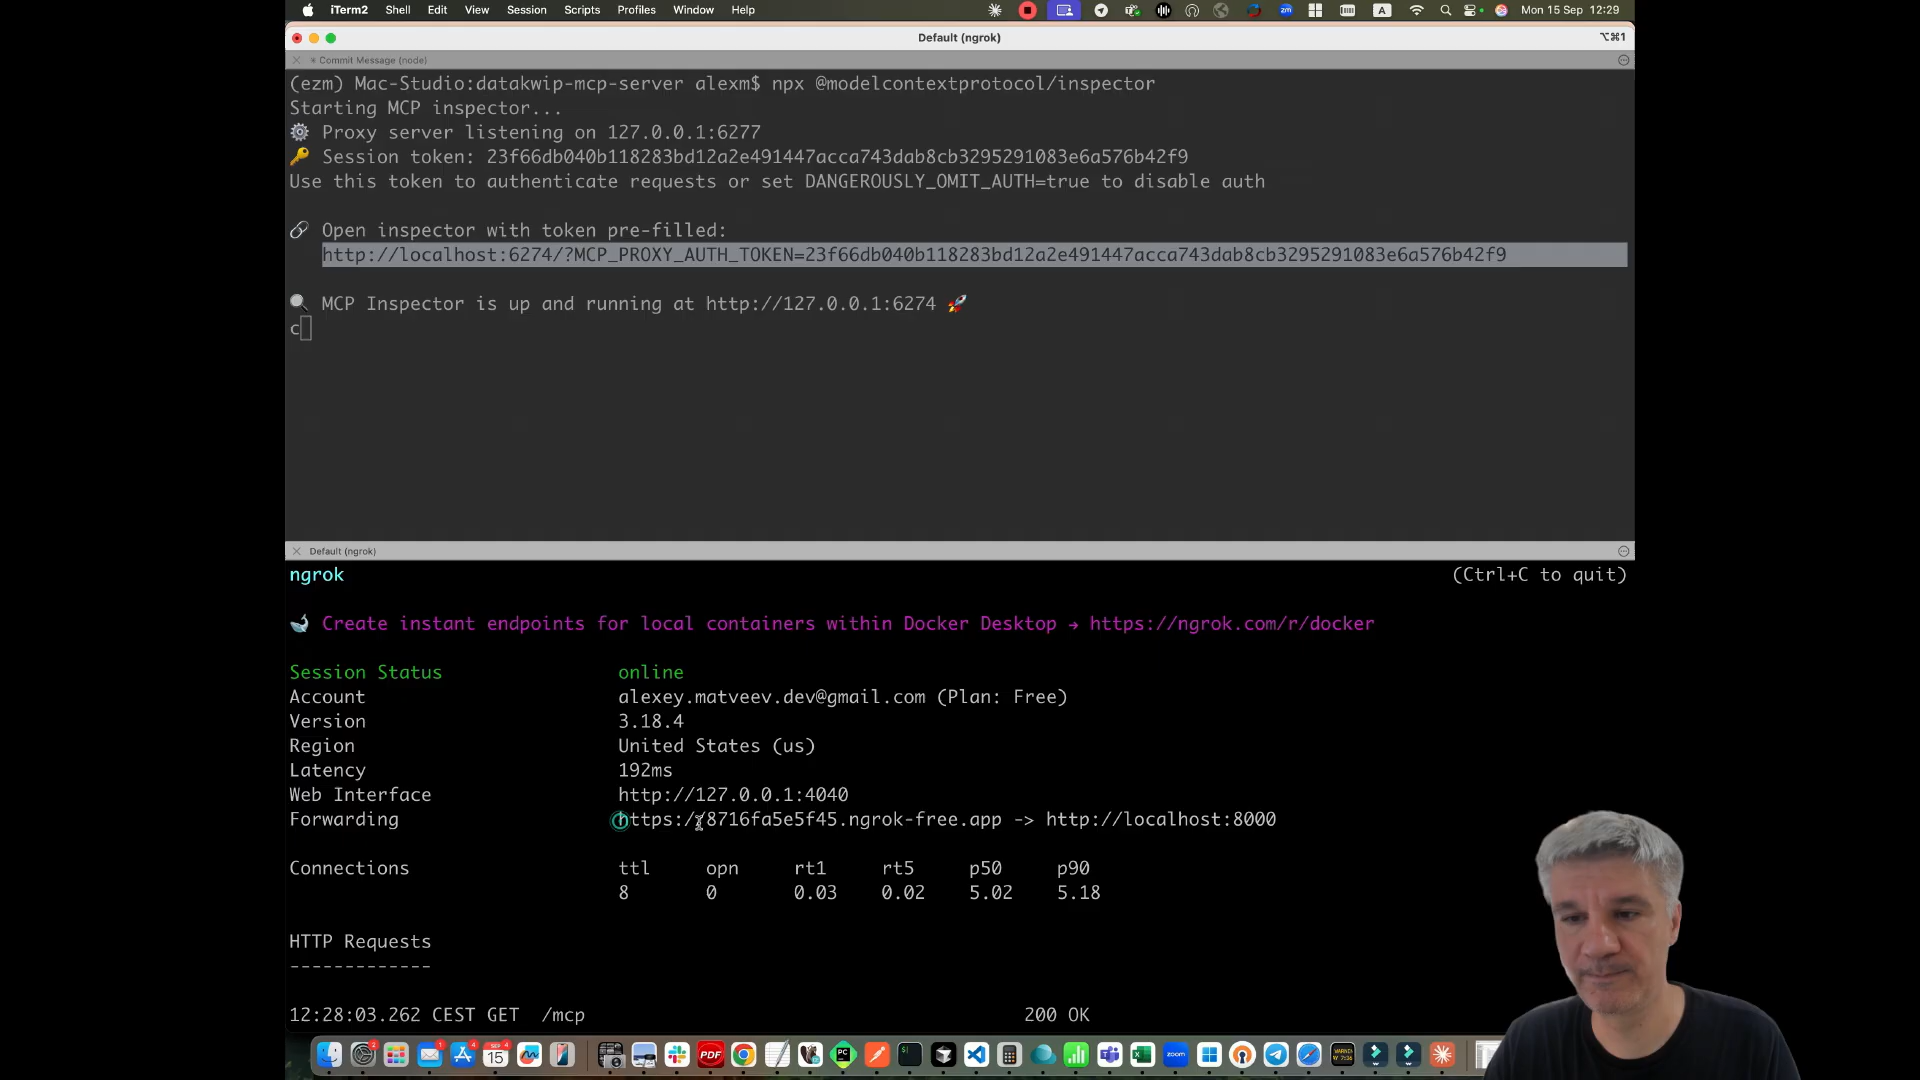 iTerm2 Shell Edit View Session Scripts Profiles Window Help
Mon 15 Sep 12:29
Default (ngrok)
⌥⌘1
* Commit Message (node)
(ezm) Mac-Studio:datakwip-mcp-server alexm$ npx @modelcontextprotocol/inspector
Starting MCP inspector...
⚙️ Proxy server listening on 127.0.0.1:6277
🔑 Session token: 23f66db040b118283bd12a2e491447acca743dab8cb3295291083e6a576b42f9
Use this token to authenticate requests or set DANGEROUSLY_OMIT_AUTH=true to disable auth
🔗 Open inspector with token pre-filled:
http://localhost:6274/?MCP_PROXY_AUTH_TOKEN=23f66db040b118283bd12a2e491447acca743dab8cb3295291083e6a576b42f9
🔍 MCP Inspector is up and running at http://127.0.0.1:6274 🚀
c
Default (ngrok)
ngrok (Ctrl+C to quit)
Create instant endpoints for local containers within Docker Desktop → https://ngrok.com/r/docker
Session Status online
Account alexey.matveev.dev@gmail.com (Plan: Free)
Version 3.18.4
Region United States (us)
Latency 192ms
Web Interface http://127.0.0.1:4040
Forwarding https://8716fa5e5f45.ngrok-free.app -> http://localhost:8000
Connections ttl opn rt1 rt5 p50 p90
8 0 0.03 0.02 5.02 5.18
HTTP Requests
-------------
12:28:03.262 CEST GET /mcp 200 OK